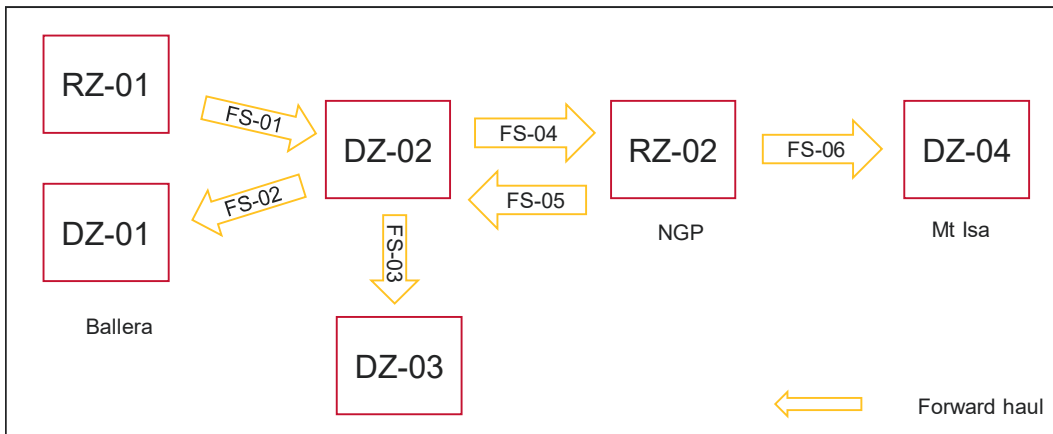 RZ-01
FS-01
DZ-02
FS-04
RZ-02
FS-06
DZ-04
DZ-01
FS-02
FS-05
NGP
Mt Isa
FS-03
Ballera
DZ-03
Forward haul